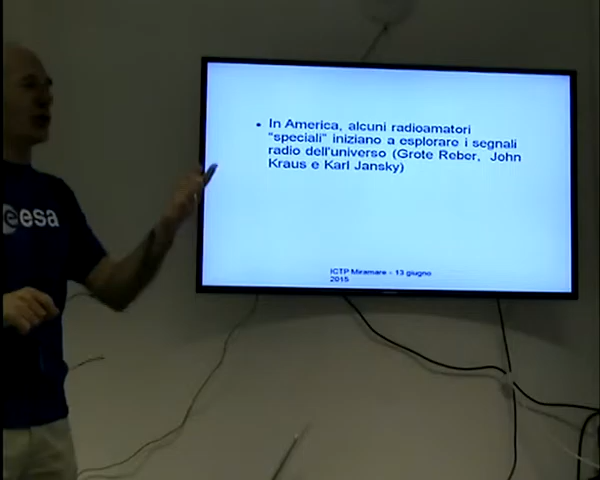 • In America, alcuni radioamatori
"speciali" iniziano a esplorare i segnali
radio dell'universo (Grote Reber, John
Kraus e Karl Jansky)
ICTP Miramare - 13 giugno
2015
eesa